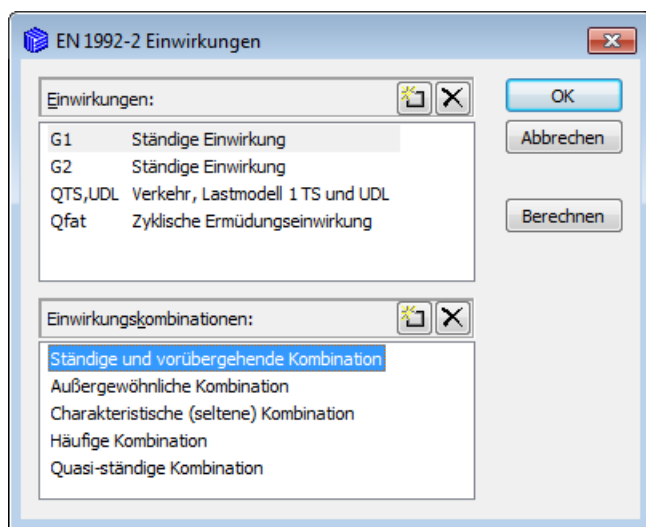 EN 1992-2 Einwirkungen
Einwirkungen:
G1 Ständige Einwirkung
G2 Ständige Einwirkung
QTS,UDL Verkehr, Lastmodell 1 TS und UDL
Qfat Zyklische Ermüdungseinwirkung
OK
Abbrechen
Berechnen
Einwirkungskombinationen:
Ständige und vorübergehende Kombination
Außergewöhnliche Kombination
Charakteristische (seltene) Kombination
Häufige Kombination
Quasi-ständige Kombination